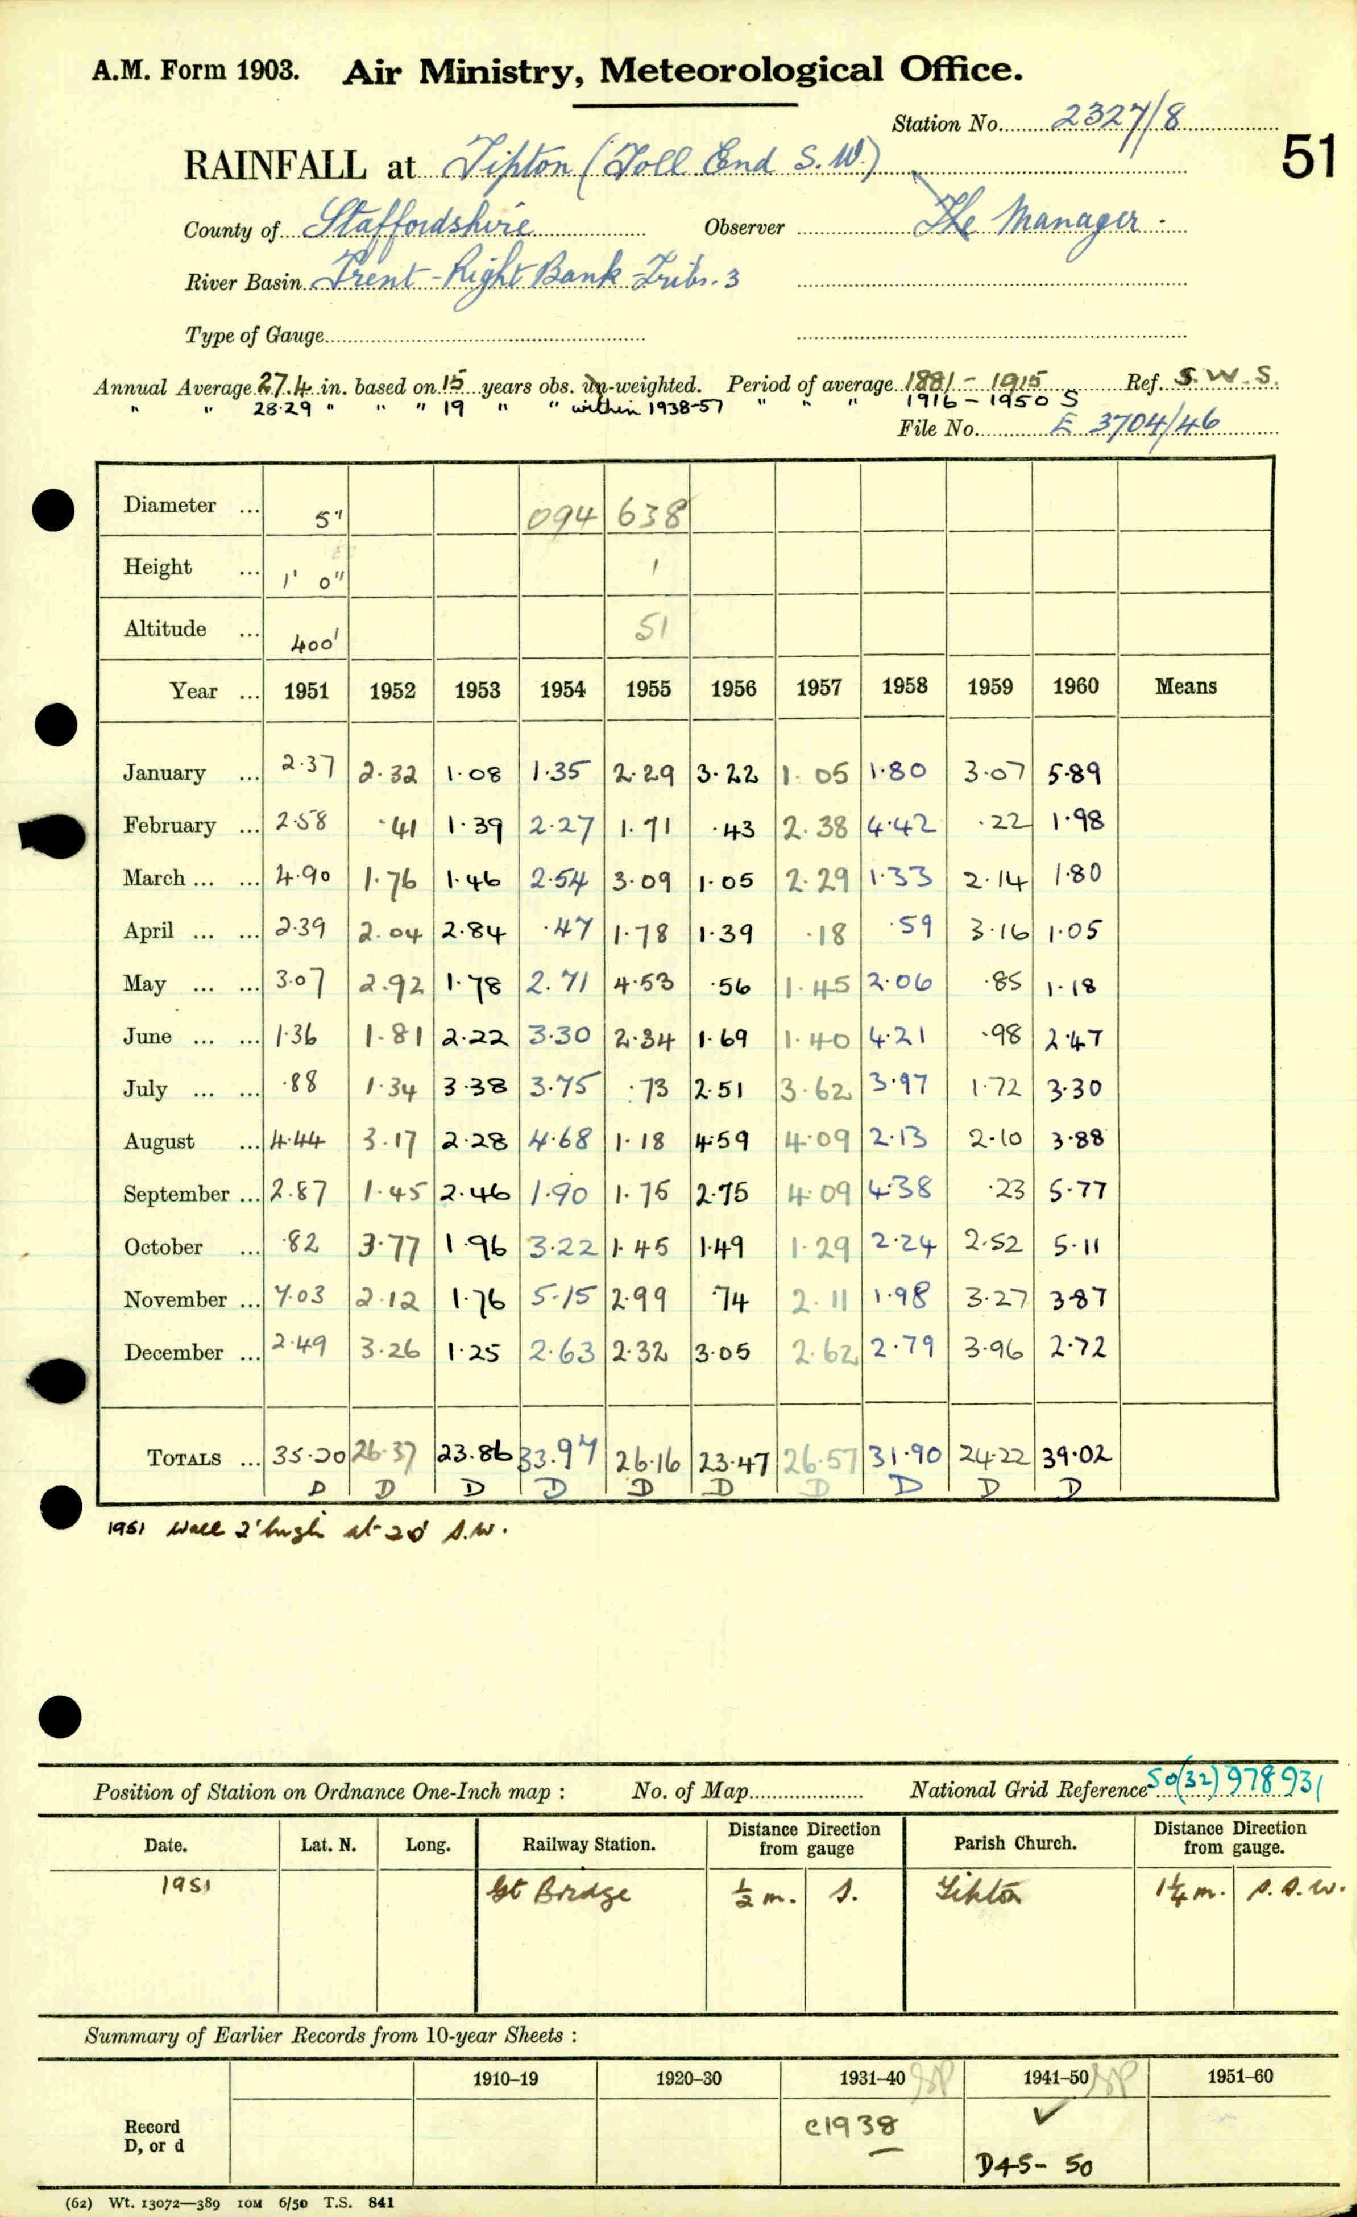 A.M. Form 1903. Air Ministry, Meteorological Office.
Station No. 2327/8
51
RAINFALL at Tipton (Toll End S.W.)
County of Staffordshire Observer The Manager
River Basin Trent - Right Bank Tribs. 3
Type of Gauge
Annual Average 27.4 in. based on 15 years obs. un-weighted. Period of average 1881 - 1915 Ref. S.W.S.
" " 28.29 " " " 19 " " within 1938-57 " " " 1916 - 1950 S
File No. E 3704/46
Diameter ... 5" 094 638
Height ... 1' 0" 1
Altitude ... 400' 51
Year ... 1951 1952 1953 1954 1955 1956 1957 1958 1959 1960 Means
January ... 2.37 2.32 1.08 1.35 2.29 3.22 1.05 1.80 3.07 5.89
February ... 2.58 .41 1.39 2.27 1.71 .43 2.38 4.42 .22 1.98
March ... ... 4.90 1.76 1.46 2.54 3.09 1.05 2.29 1.33 2.14 1.80
April ... ... 2.39 2.04 2.84 .47 1.78 1.39 .18 .59 3.16 1.05
May ... ... 3.07 2.92 1.78 2.71 4.53 .56 1.45 2.06 .85 1.18
June ... ... 1.36 1.81 2.22 3.30 2.34 1.69 1.40 4.21 .98 2.47
July ... ... .88 1.34 3.38 3.75 .73 2.51 3.62 3.97 1.72 3.30
August ... 4.44 3.17 2.28 4.68 1.18 4.59 4.09 2.13 2.10 3.88
September ... 2.87 1.45 2.46 1.90 1.75 2.75 4.09 4.38 .23 5.77
October ... .82 3.77 1.96 3.22 1.45 1.49 1.29 2.24 2.52 5.11
November ... 7.03 2.12 1.76 5.15 2.99 .74 2.11 1.98 3.27 3.87
December ... 2.49 3.26 1.25 2.63 2.32 3.05 2.62 2.79 3.96 2.72
TOTALS ... 35.20 26.37 23.86 33.97 26.16 23.47 26.57 31.90 24.22 39.02
D D D D D D D D D D
1951 Wall 2' high at 20' S.W.
Position of Station on Ordnance One-Inch map : No. of Map National Grid Reference SO(32) 978931
Date. Lat. N. Long. Railway Station. Distance from Direction gauge Parish Church. Distance from Direction gauge.
1951 Gt Bridge ½ m. S. Tipton 1¼ m. S.S.W.
Summary of Earlier Records from 10-year Sheets :
1910–19 1920–30 1931–40 1941–50 1951–60
Record D, or d c1938 ✓ D45 - 50
(62) Wt. 13072—389 10M 6/50 T.S. 841